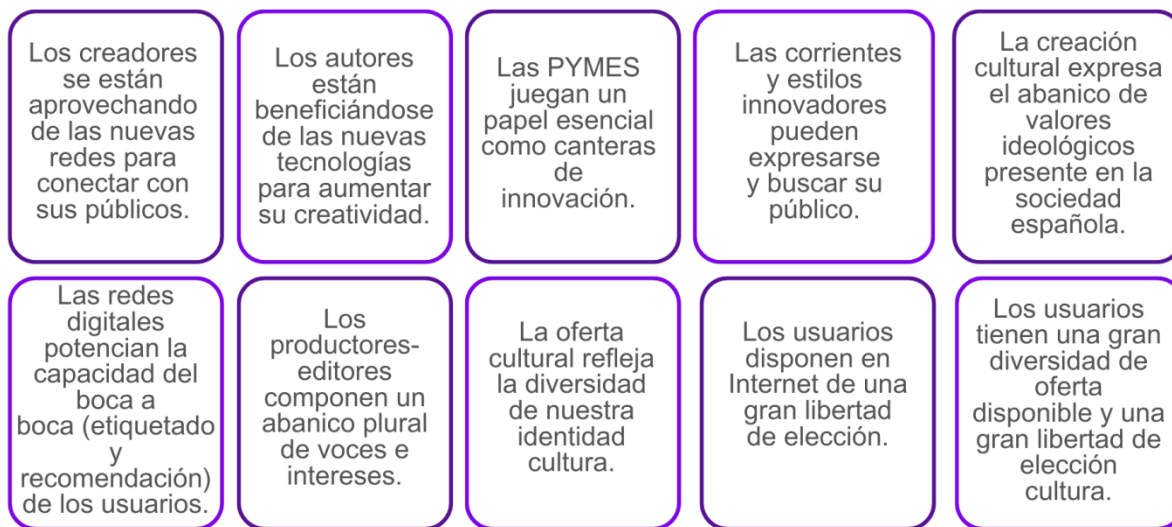 Los creadores
se están
aprovechando
de las nuevas
redes para
conectar con
sus públicos.
Los autores
están
beneficiándose
de las nuevas
tecnologías
para aumentar
su creatividad.
Las PYMES
juegan un
papel esencial
como canteras
de
innovación.
Las corrientes
y estilos
innovadores
pueden
expresarse
y buscar su
público.
La creación
cultural expresa
el abanico de
valores
ideológicos
presente en la
sociedad
española.
Las redes
digitales
potencian la
capacidad del
boca a
boca (etiquetado
y
recomendación)
de los usuarios.
Los
productores-
editores
componen un
abanico plural
de voces e
intereses.
La oferta
cultural refleja
la diversidad
de nuestra
identidad
cultura.
Los usuarios
disponen en
Internet de una
gran libertad
de elección.
Los usuarios
tienen una gran
diversidad de
oferta
disponible y una
gran libertad de
elección
cultura.